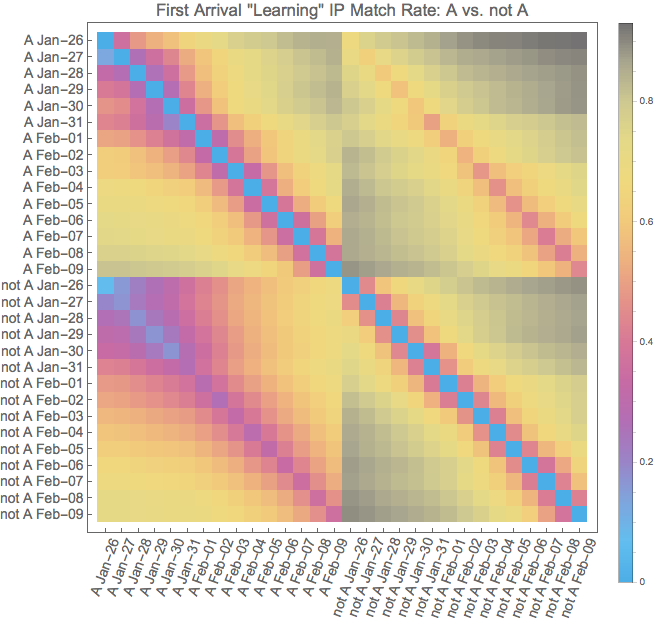 First Arrival "Learning" IP Match Rate: A vs. not A
A Jan-26
A Jan-27
A Jan-28
A Jan-29
A Jan-30
A Jan-31
A Feb-01
A Feb-02
A Feb-03
A Feb-04
A Feb-05
A Feb-06
A Feb-07
A Feb-08
A Feb-09
not A Jan-26
not A Jan-27
not A Jan-28
not A Jan-29
not A Jan-30
not A Jan-31
not A Feb-01
not A Feb-02
not A Feb-03
not A Feb-04
not A Feb-05
not A Feb-06
not A Feb-07
not A Feb-08
not A Feb-09
A Jan-26
A Jan-27
A Jan-28
A Jan-29
A Jan-30
A Jan-31
A Feb-01
A Feb-02
A Feb-03
A Feb-04
A Feb-05
A Feb-06
A Feb-07
A Feb-08
A Feb-09
not A Jan-26
not A Jan-27
not A Jan-28
not A Jan-29
not A Jan-30
not A Jan-31
not A Feb-01
not A Feb-02
not A Feb-03
not A Feb-04
not A Feb-05
not A Feb-06
not A Feb-07
not A Feb-08
not A Feb-09
0.8
0.6
0.4
0.2
0